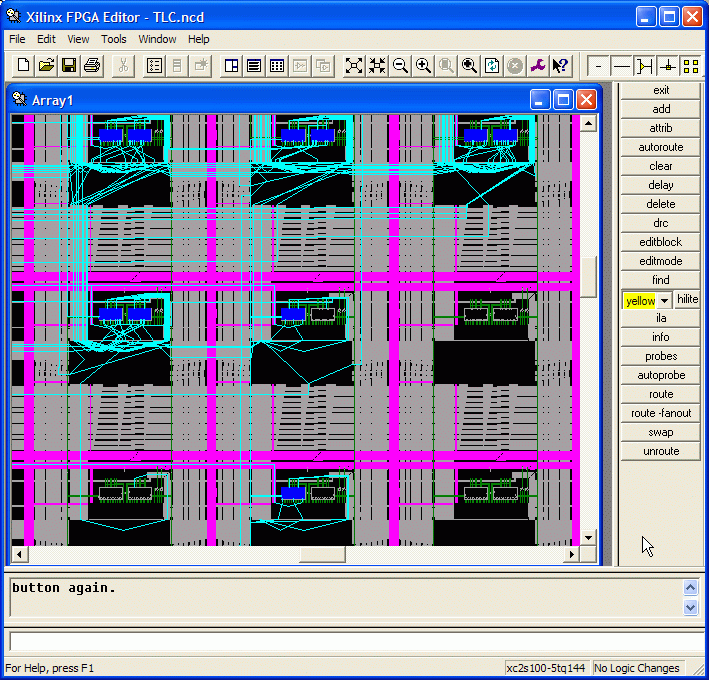 Xilinx FPGA Editor - TLC.ncd
File Edit View Tools Window Help
Array1
exit
add
attrib
autoroute
clear
delay
delete
drc
editblock
editmode
find
yellow hilite
ila
info
probes
autoprobe
route
route -fanout
swap
unroute
button again.
For Help, press F1 xc2s100-5tq144 No Logic Changes